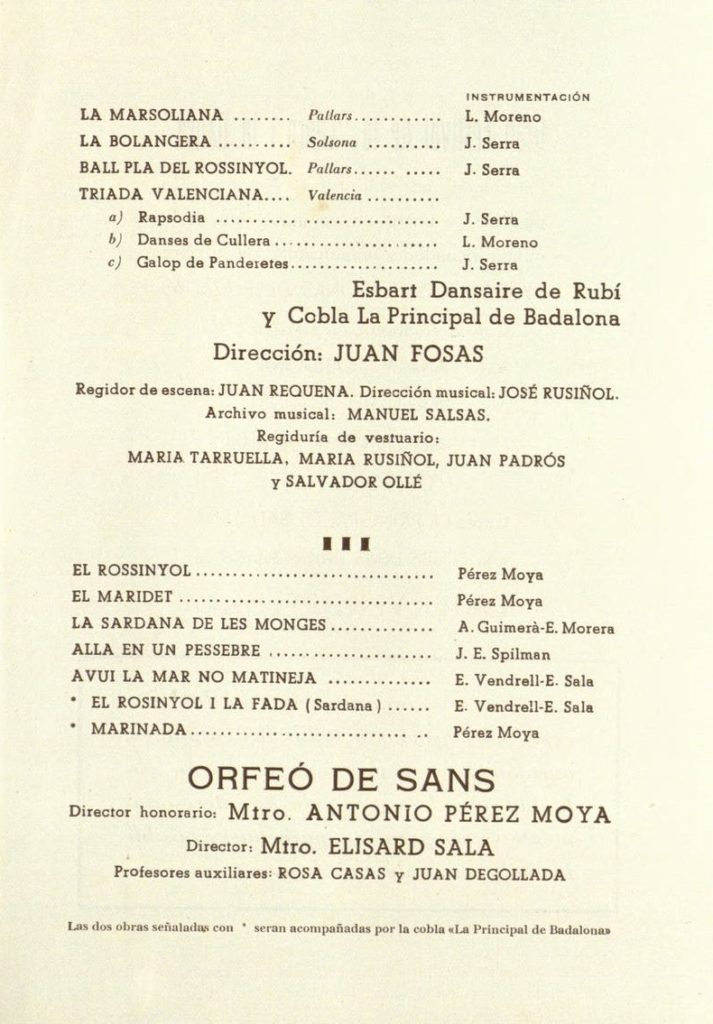 INSTRUMENTACIÓN
LA MARSOLIANA ........ Pallars............ L. Moreno
LA BOLANGERA .......... Solsona .......... J. Serra
BALL PLA DEL ROSSINYOL. Pallars...... ..... J. Serra
TRIADA VALENCIANA.... Valencia ..........
a) Rapsodia ... .......... .............. J. Serra
b) Danses de Cullera ...................... L. Moreno
c) Galop de Panderetes.................... J. Serra
Esbart Dansaire de Rubí
y Cobla La Principal de Badalona
Dirección: JUAN FOSAS
Regidor de escena: JUAN REQUENA. Dirección musical: JOSÉ RUSIÑOL.
Archivo musical: MANUEL SALSAS.
Regiduría de vestuario:
MARIA TARRUELLA, MARIA RUSIÑOL, JUAN PADRÓS
y SALVADOR OLLÉ
III
EL ROSSINYOL ................................ Pérez Moya
EL MARIDET .................................. Pérez Moya
LA SARDANA DE LES MONGES ............. A. Guimerà-E. Morera
ALLA EN UN PESSEBRE ...................... J. E. Spilman
AVUI LA MAR NO MATINEJA .............. E. Vendrell-E. Sala
* EL ROSINYOL I LA FADA (Sardana) ...... E. Vendrell-E. Sala
* MARINADA............................ .. Pérez Moya
ORFEÓ DE SANS
Director honorario: Mtro. ANTONIO PÉREZ MOYA
Director: Mtro. ELISARD SALA
Profesores auxiliares: ROSA CASAS y JUAN DEGOLLADA
Las dos obras señaladas con * seran acompañadas por la cobla «La Principal de Badalona»